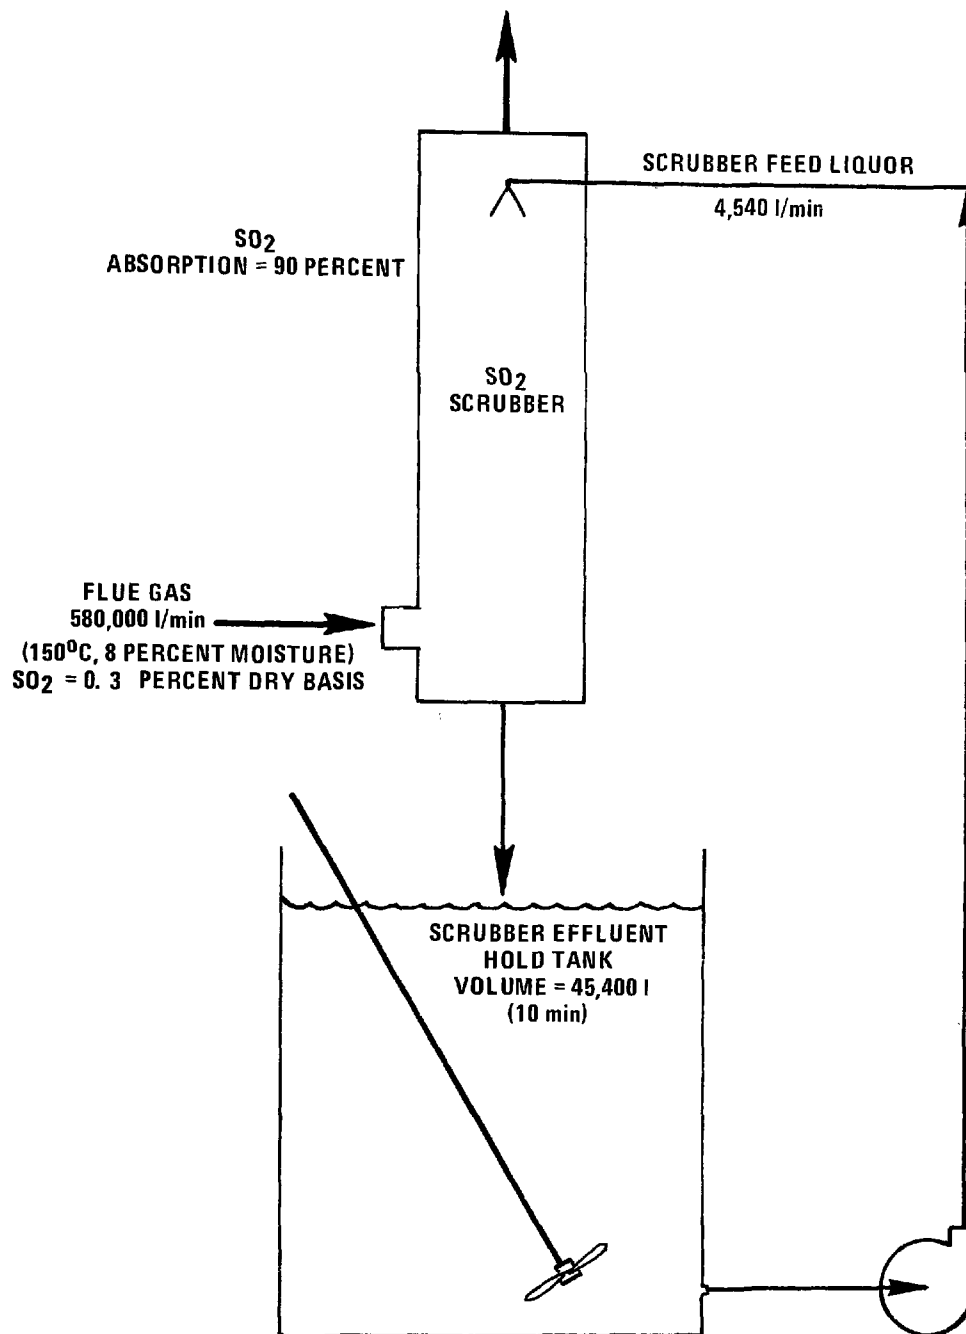 SCRUBBER FEED LIQUOR
4,540 l/min
SO2
ABSORPTION = 90 PERCENT
SO2
SCRUBBER
FLUE GAS
580,000 l/min
(150°C, 8 PERCENT MOISTURE)
SO2 = 0. 3 PERCENT DRY BASIS
SCRUBBER EFFLUENT
HOLD TANK
VOLUME = 45,400 l
(10 min)